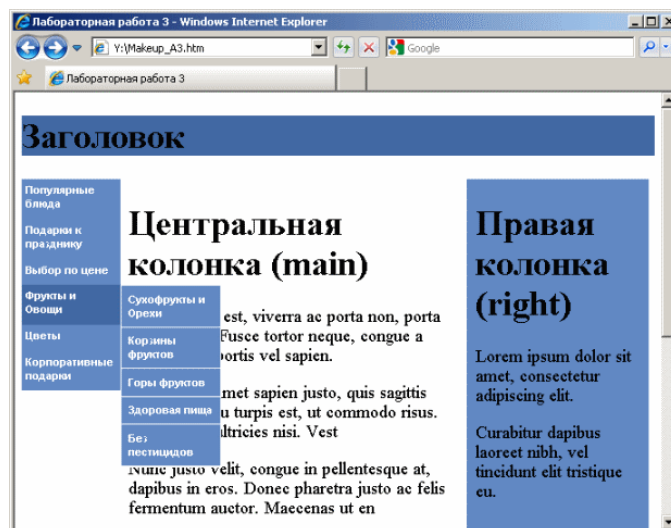 Лабораторная работа 3 - Windows Internet Explorer
Y:\Makeup_A3.htm
Google
Лабораторная работа 3
Заголовок
Популярные
блюда
Подарки к
празднику
Выбор по цене
Фрукты и
Овощи
Цветы
Корпоративные
подарки
Сухофрукты и
Орехи
Корзины
фруктов
Горы фруктов
Здоровая пища
Без
пестицидов
Центральная
колонка (main)
est, viverra ac porta non, porta
Fusce tortor neque, congue a
portis vel sapien.
met sapien justo, quis sagittis
u turpis est, ut commodo risus.
ultricies nisi. Vest
Nunc justo velit, congue in pellentesque at,
dapibus in eros. Donec pharetra justo ac felis
fermentum auctor. Maecenas ut en
Правая
колонка
(right)
Lorem ipsum dolor sit
amet, consectetur
adipiscing elit.
Curabitur dapibus
laoreet nibh, vel
tincidunt elit tristique
eu.